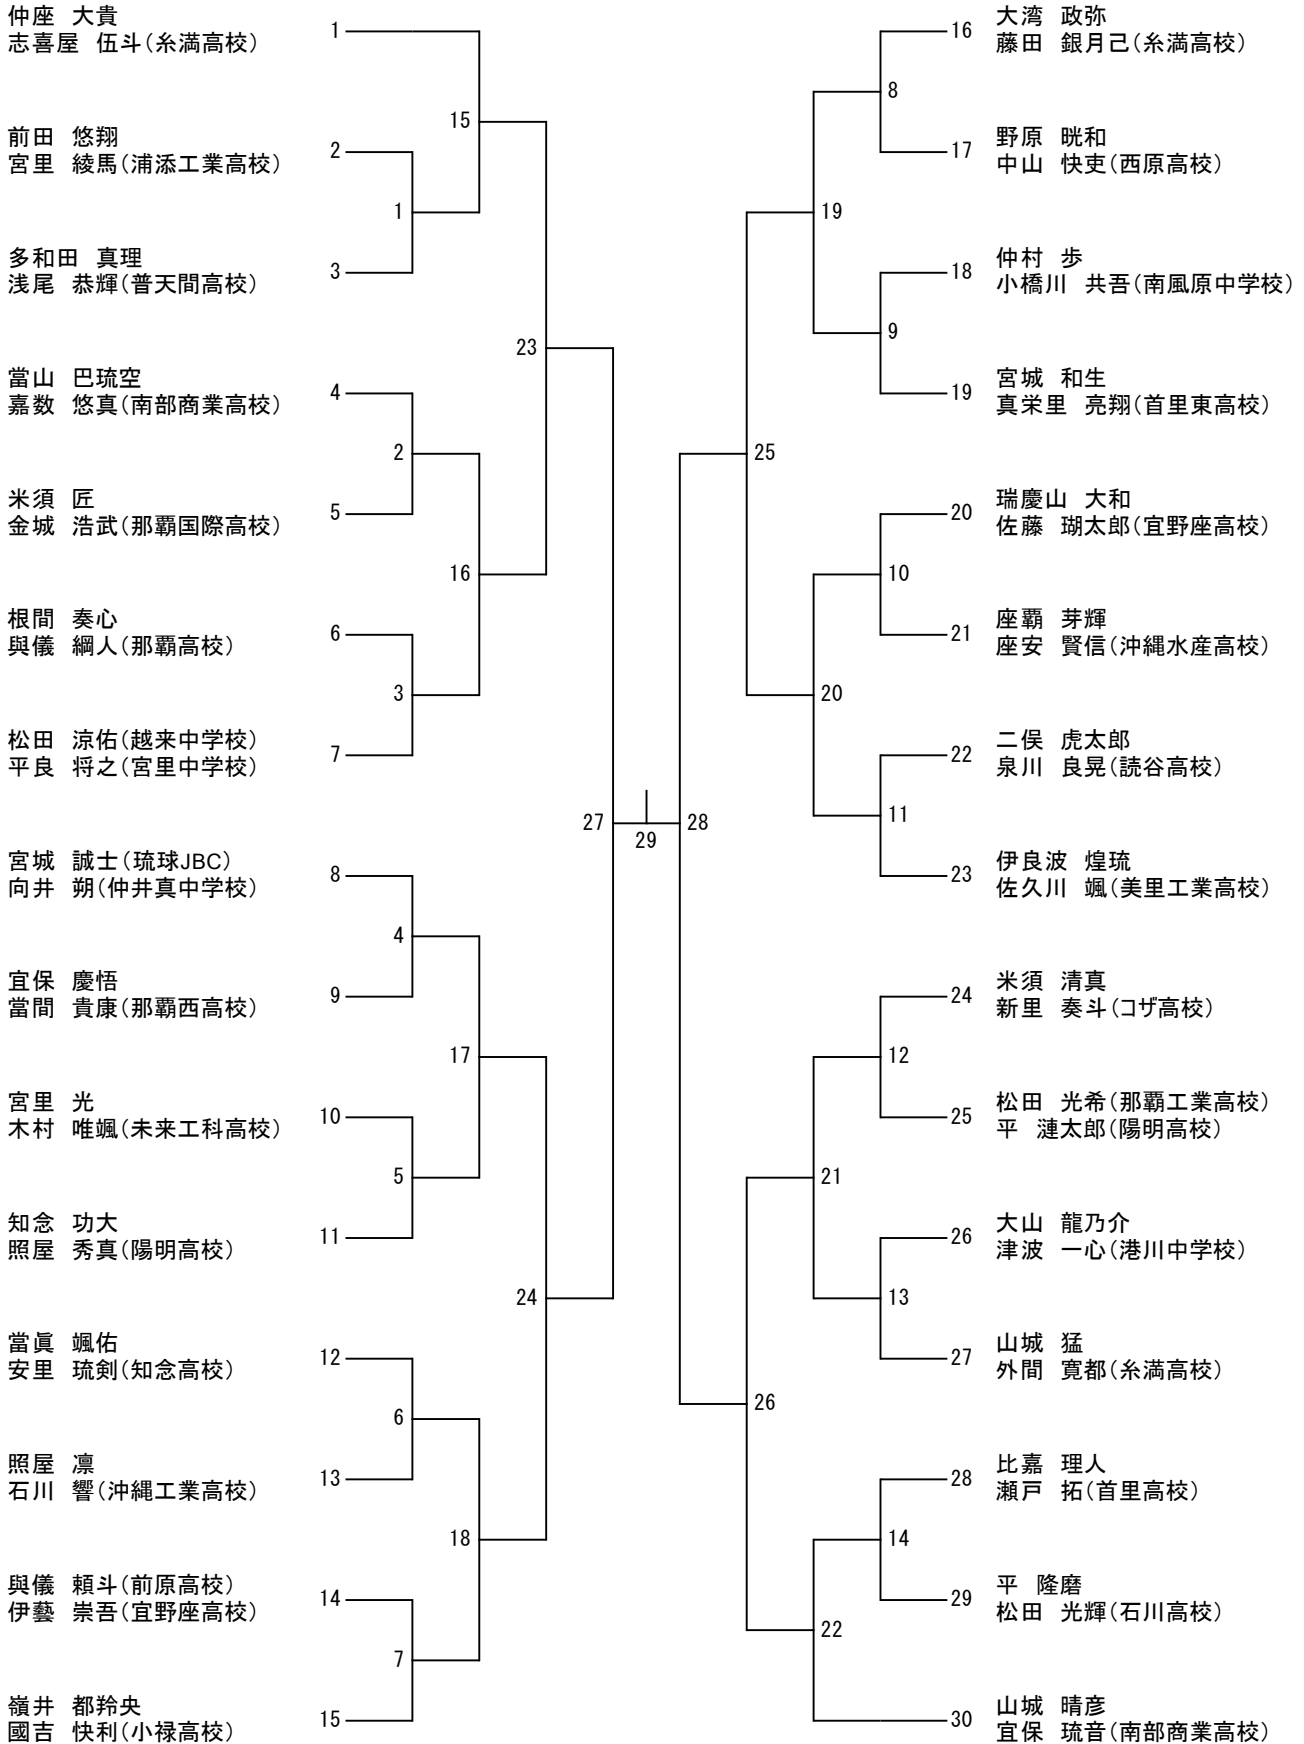 仲座 大貴
志喜屋 伍斗(糸満高校)
1
前田 悠翔
宮里 綾馬(浦添工業高校)
2
多和田 真理
浅尾 恭輝(普天間高校)
3
當山 巴琉空
嘉数 悠真(南部商業高校)
4
米須 匠
金城 浩武(那覇国際高校)
5
根間 奏心
與儀 綱人(那覇高校)
6
松田 涼佑(越来中学校)
平良 将之(宮里中学校)
7
宮城 誠士(琉球JBC)
向井 朔(仲井真中学校)
8
宜保 慶悟
當間 貴康(那覇西高校)
9
宮里 光
木村 唯颯(未来工科高校)
10
知念 功大
照屋 秀真(陽明高校)
11
當眞 颯佑
安里 琉剣(知念高校)
12
照屋 凛
石川 響(沖縄工業高校)
13
與儀 頼斗(前原高校)
伊藝 崇吾(宜野座高校)
14
嶺井 都羚央
國吉 快利(小禄高校)
15
1
2
3
4
5
6
7
15
16
17
18
23
24
27
29
28
25
26
19
20
21
22
8
9
10
11
12
13
14
16
大湾 政弥
藤田 銀月己(糸満高校)
17
野原 晄和
中山 快吏(西原高校)
18
仲村 歩
小橋川 共吾(南風原中学校)
19
宮城 和生
真栄里 亮翔(首里東高校)
20
瑞慶山 大和
佐藤 瑚太郎(宜野座高校)
21
座覇 芽輝
座安 賢信(沖縄水産高校)
22
二俣 虎太郎
泉川 良晃(読谷高校)
23
伊良波 煌琉
佐久川 颯(美里工業高校)
24
米須 清真
新里 奏斗(コザ高校)
25
松田 光希(那覇工業高校)
平 漣太郎(陽明高校)
26
大山 龍乃介
津波 一心(港川中学校)
27
山城 猛
外間 寛都(糸満高校)
28
比嘉 理人
瀬戸 拓(首里高校)
29
平 隆磨
松田 光輝(石川高校)
30
山城 晴彦
宜保 琉音(南部商業高校)